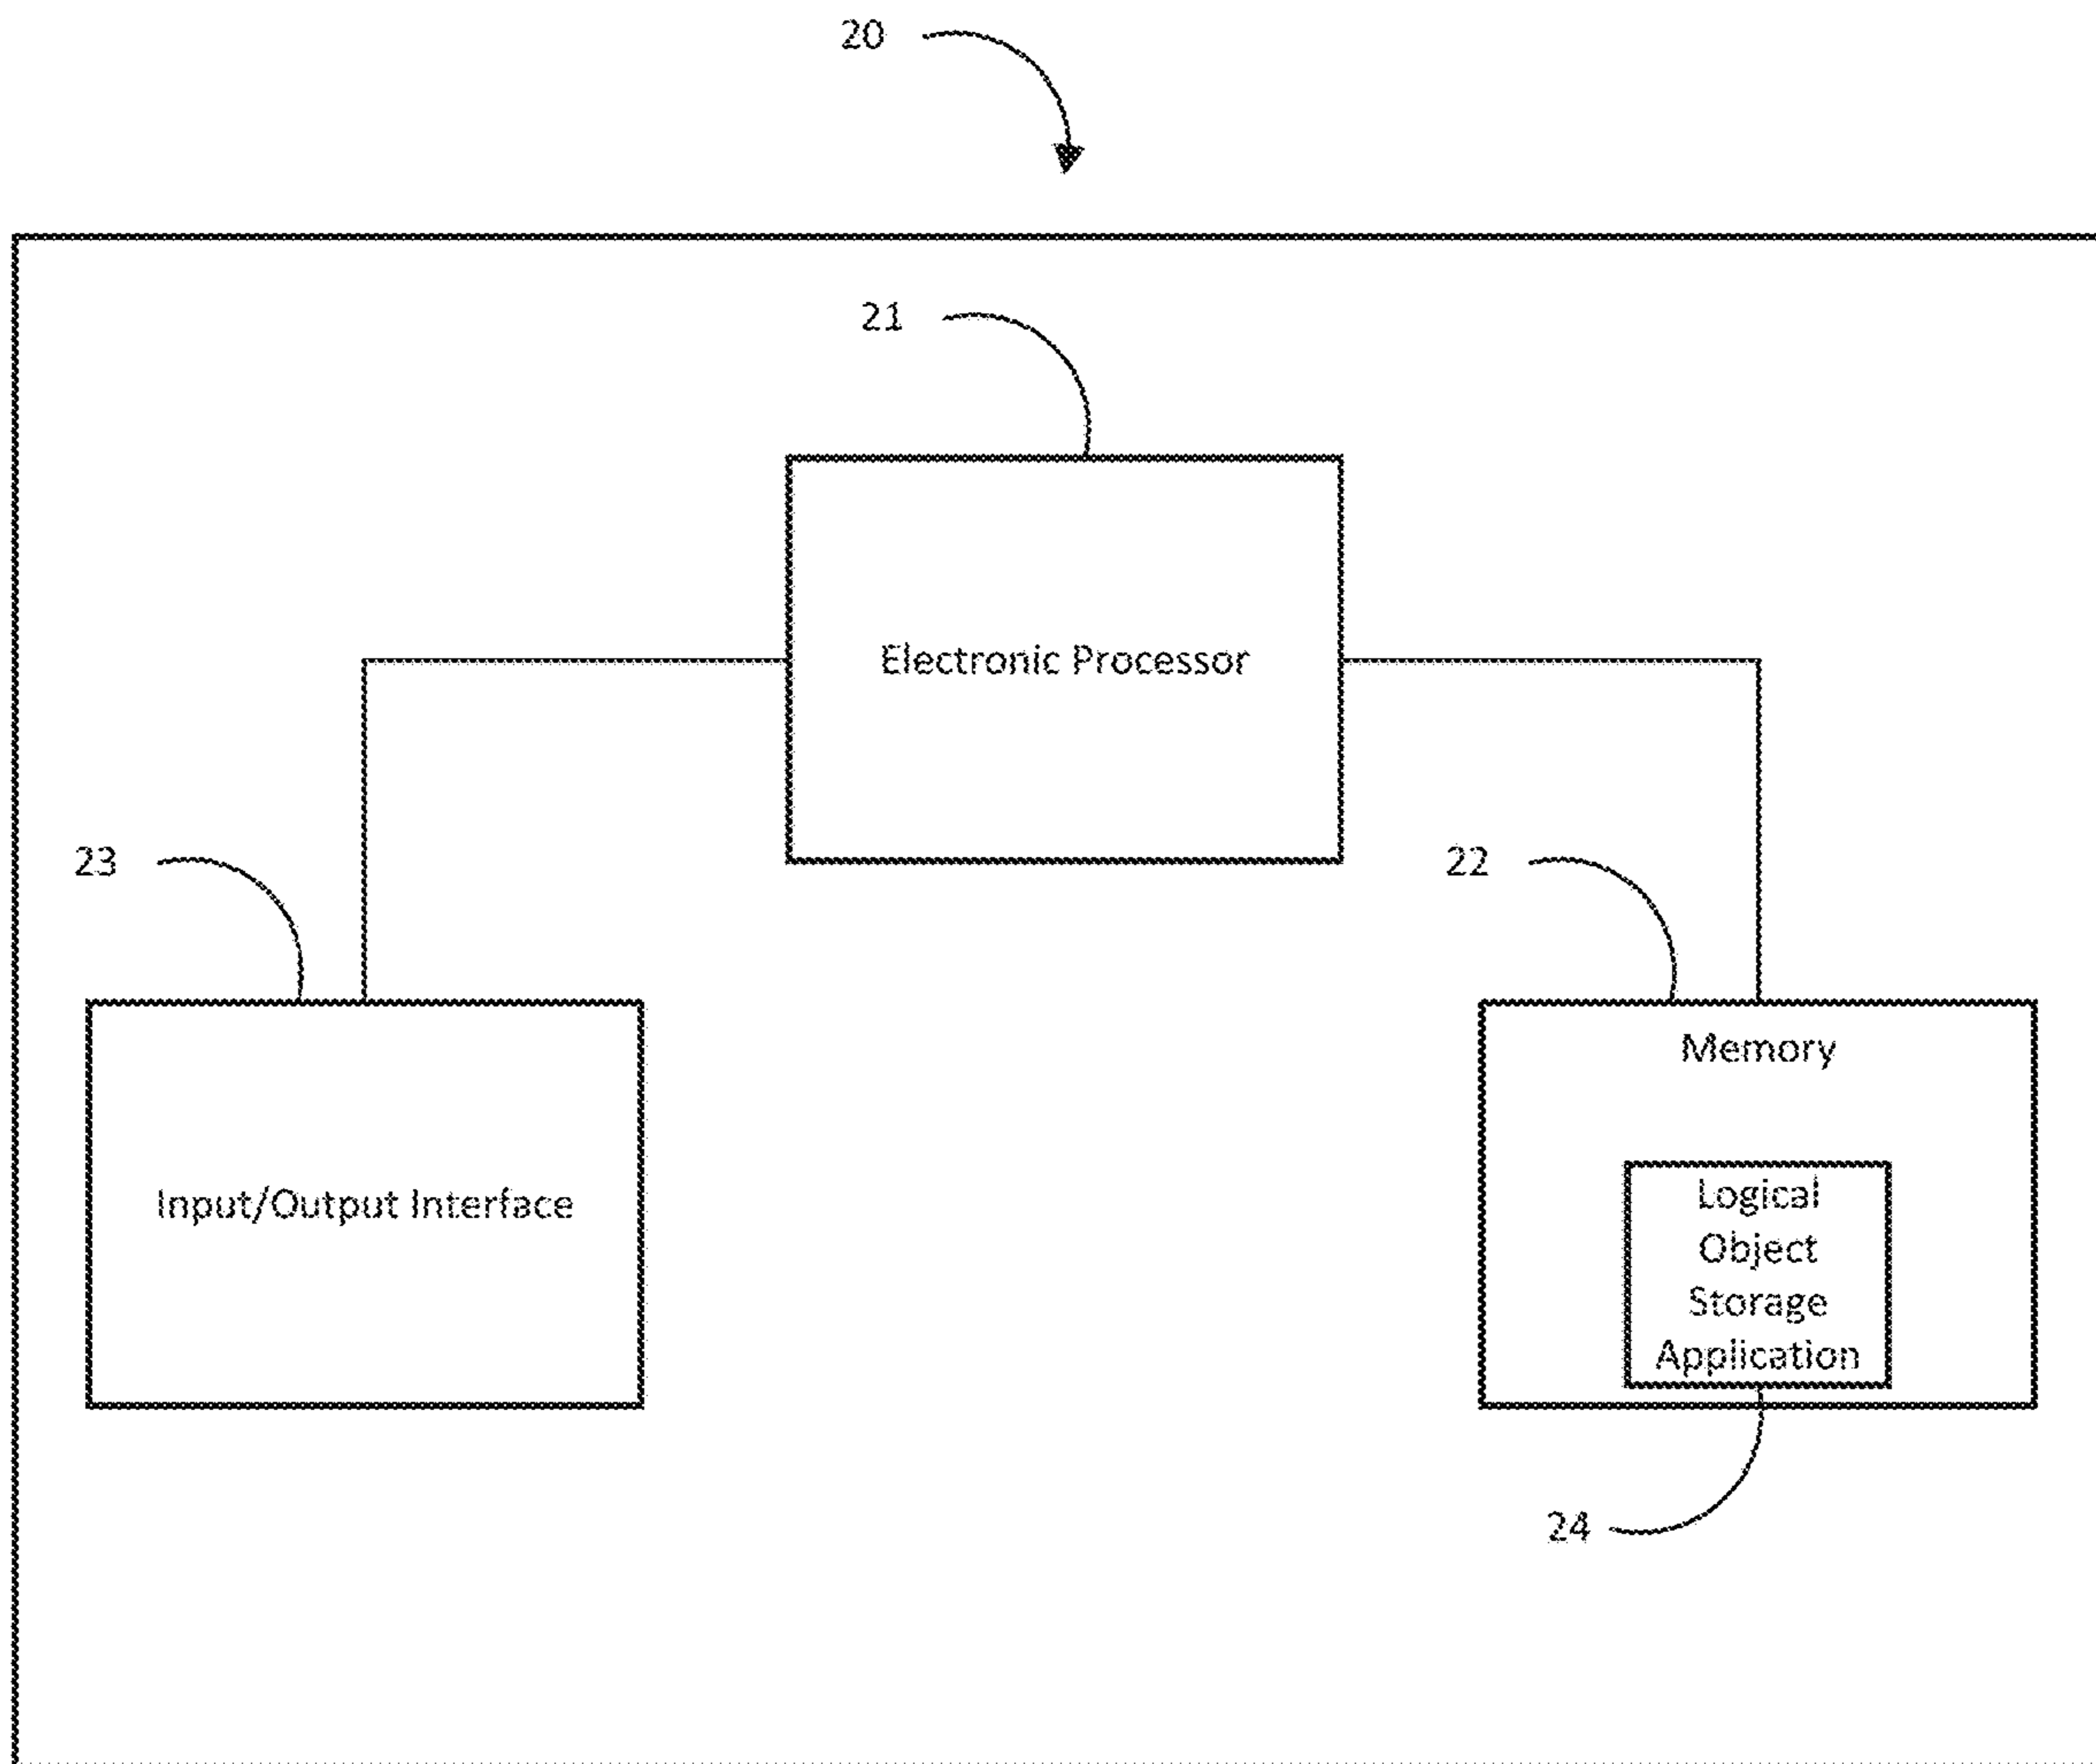 20
21
Electronic Processor
23
22
Memory
Input/Output Interface
Logical
Object
Storage
Application
24